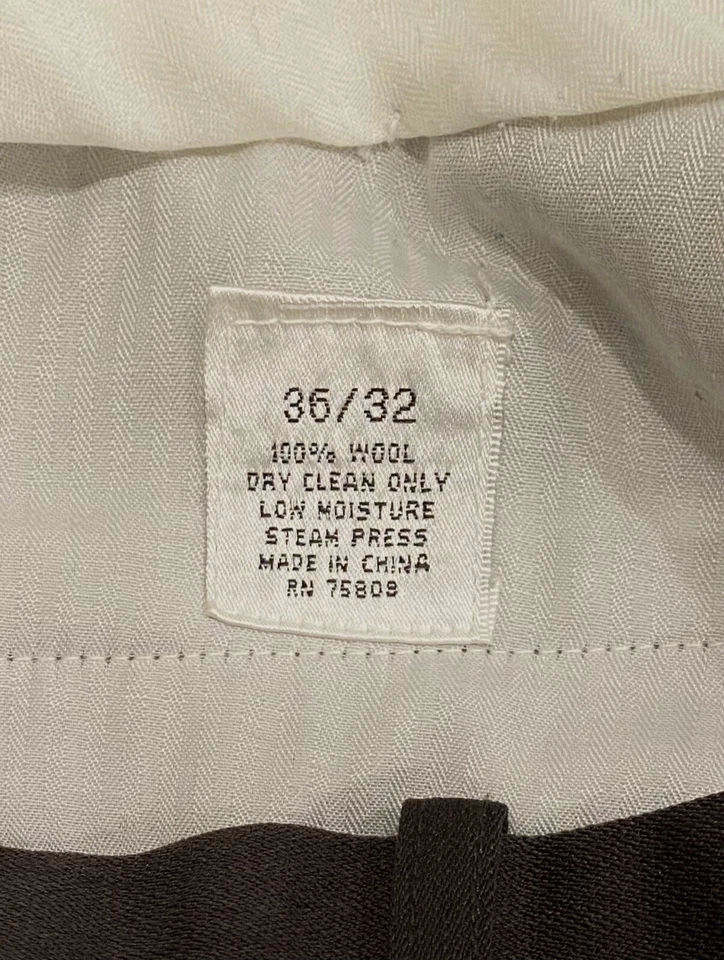 36/32
100% WOOL
DRY CLEAN ONLY
LOW MOISTURE
STEAM PRESS
MADE IN CHINA
RN 75809